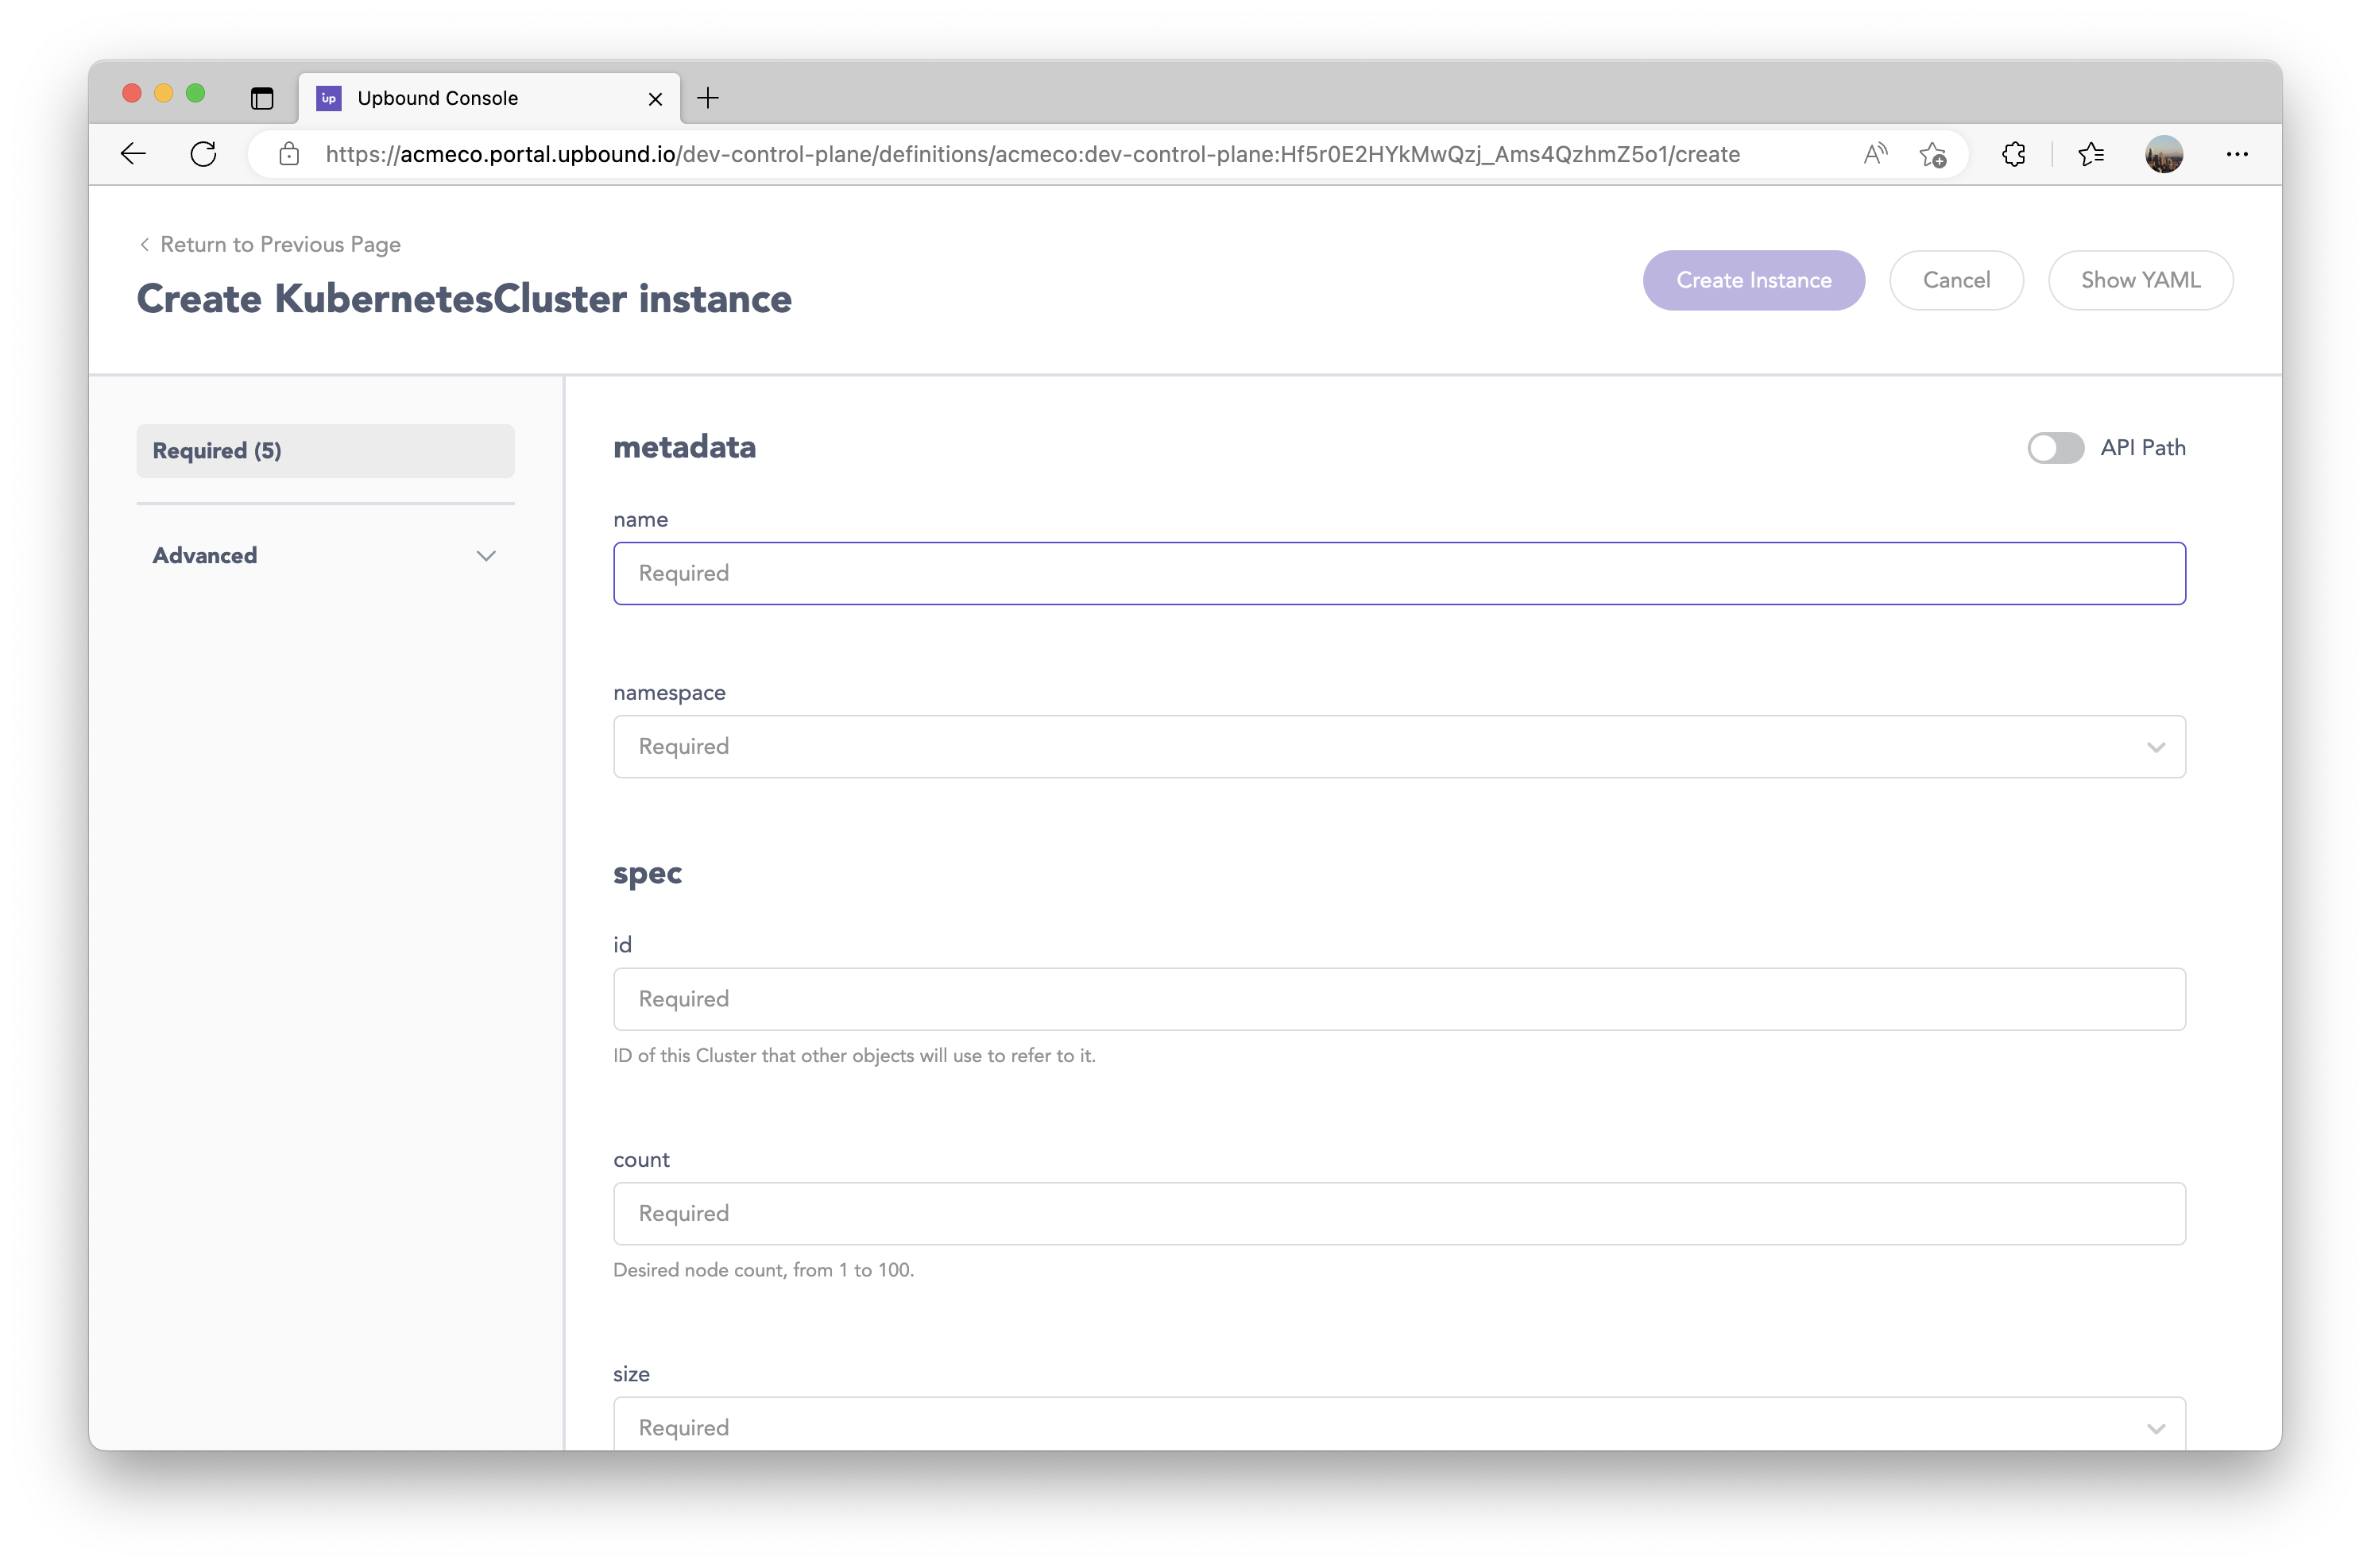 up Upbound Console
https://acmeco.portal.upbound.io/dev-control-plane/definitions/acmeco:dev-control-plane:Hf5r0E2HYkMwQzj_Ams4QzhmZ5o1/create
Return to Previous Page
Create KubernetesCluster instance
Create Instance
Cancel
Show YAML
Required (5)
Advanced
metadata
API Path
name
Required
namespace
Required
spec
id
Required
ID of this Cluster that other objects will use to refer to it.
count
Required
Desired node count, from 1 to 100.
size
Required